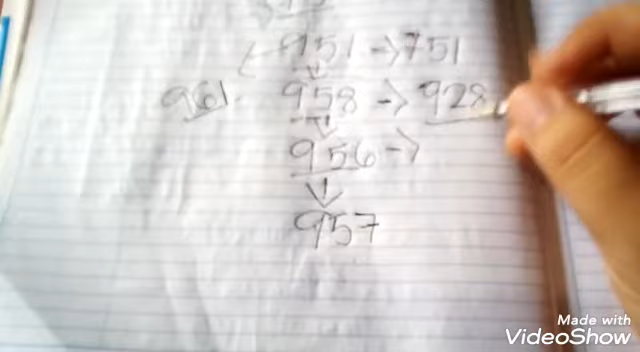 951 → 751
961. 958 → 928
956 →
957
Made with
VideoShow